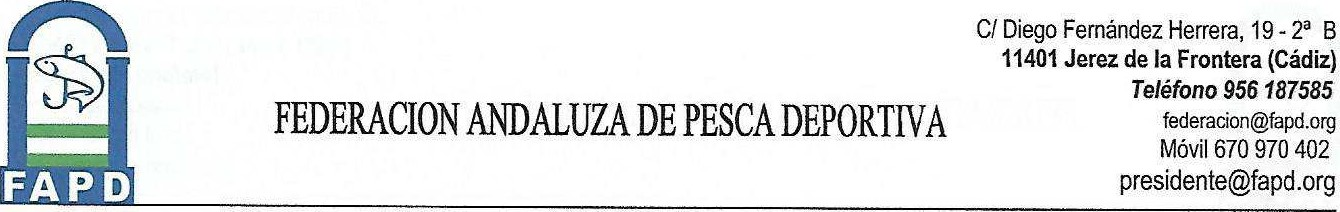 C/ Diego Fernández Herrera, 19 - 2ª B
11401 Jerez de la Frontera (Cádiz)
Teléfono 956 187585
FEDERACION ANDALUZA DE PESCA DEPORTIVA
federacion@fapd.org
Móvil 670 970 402
presidente@fapd.org
FAPD